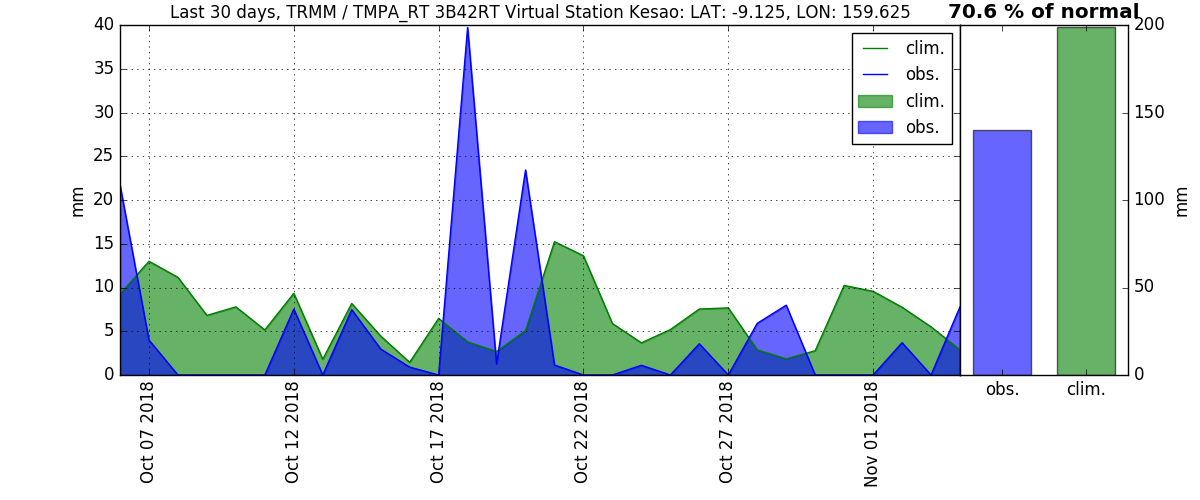 Last 30 days, TRMM / TMPA_RT 3B42RT Virtual Station Kesao: LAT: -9.125, LON: 159.625
70.6 % of normal
40
35
30
25
20
15
10
5
0
mm
clim.
obs.
clim.
obs.
200
150
100
50
0
mm
obs.
clim.
Oct 07 2018
Oct 12 2018
Oct 17 2018
Oct 22 2018
Oct 27 2018
Nov 01 2018